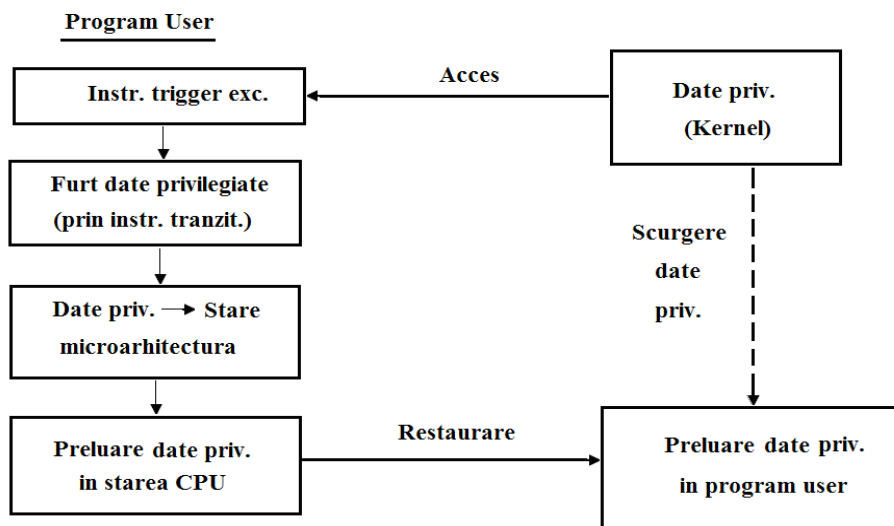 Program User
Instr. trigger exc.
Acces
Date priv.
(Kernel)
Furt date privilegiate
(prin instr. tranzit.)
Scurgere
date
priv.
Date priv. → Stare
microarhitectura
Preluare date priv.
in starea CPU
Restaurare
Preluare date priv.
in program user